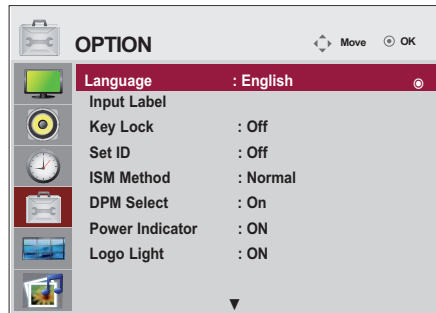 OPTION
Move OK
Language : English
Input Label
Key Lock : Off
Set ID : Off
ISM Method : Normal
DPM Select : On
Power Indicator : ON
Logo Light : ON